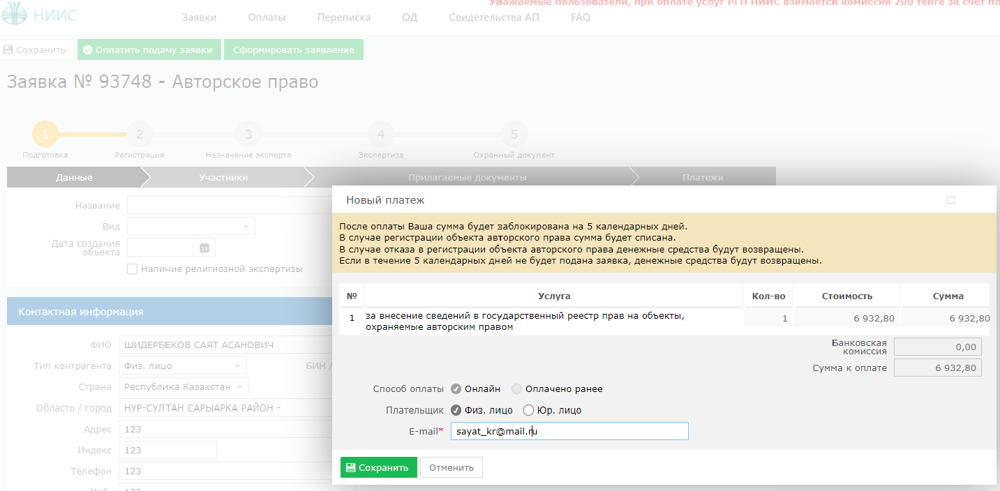 Уважаемые пользователи, при оплате услуг РГП НИИС взимается комиссия 200 тенге за счет
НИИС
Заявки Оплаты Переписка ОД Свидетельства АП FAQ
Сохранить Оплатить подачу заявки Сформировать заявление
Заявка № 93748 - Авторское право
1 2 3 4 5
Подготовка Регистрация Назначение эксперта Экспертиза Охранный документ
Данные Участники Прилагаемые документы Платежи
Название
Вид
Дата создания
объекта
Наличие религиозной экспертизы
Контактная информация
ФИО ШИДЕРБЕКОВ САЯТ АСАНОВИЧ
Тип контрагента Физ. лицо БИН /
Страна Республика Казахстан
Область / город НУР-СУЛТАН САРЫАРКА РАЙОН -
Адрес 123
Индекс 123
Телефон 123
Новый платеж
После оплаты Ваша сумма будет заблокирована на 5 календарных дней.
В случае регистрации объекта авторского права сумма будет списана.
В случае отказа в регистрации объекта авторского права денежные средства будут возвращены.
Если в течение 5 календарных дней не будет подана заявка, денежные средства будут возвращены.
№ Услуга Кол-во Стоимость Сумма
1 за внесение сведений в государственный реестр прав на объекты,
охраняемые авторским правом 1 6 932,80 6 932,80
Банковская
комиссия 0,00
Сумма к оплате 6 932,80
Способ оплаты Онлайн Оплачено ранее
Плательщик Физ. лицо Юр. лицо
E-mail* sayat_kr@mail.ru
Сохранить Отменить